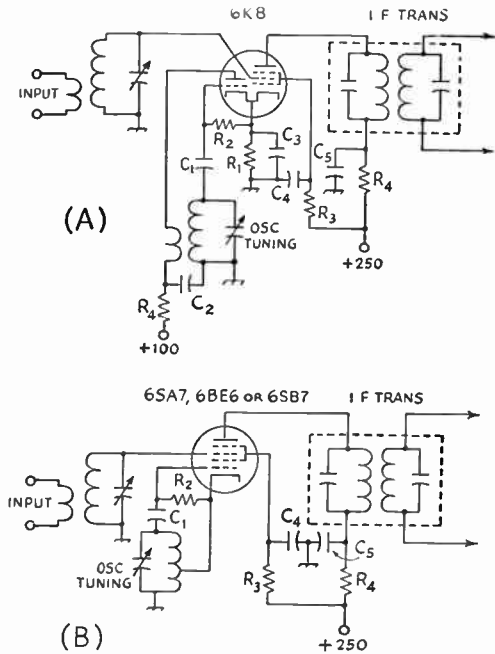 6K8
I F TRANS
INPUT
R2
C3
C1
R1
C5
C4
R4
(A)
R3
OSC
TUNING
+250
C2
R4
+100
6SA7, 6BE6 OR 6SB7
I F TRANS
INPUT
R2
C1
C4
C5
OSC
TUNING
R3
R4
(B)
+250